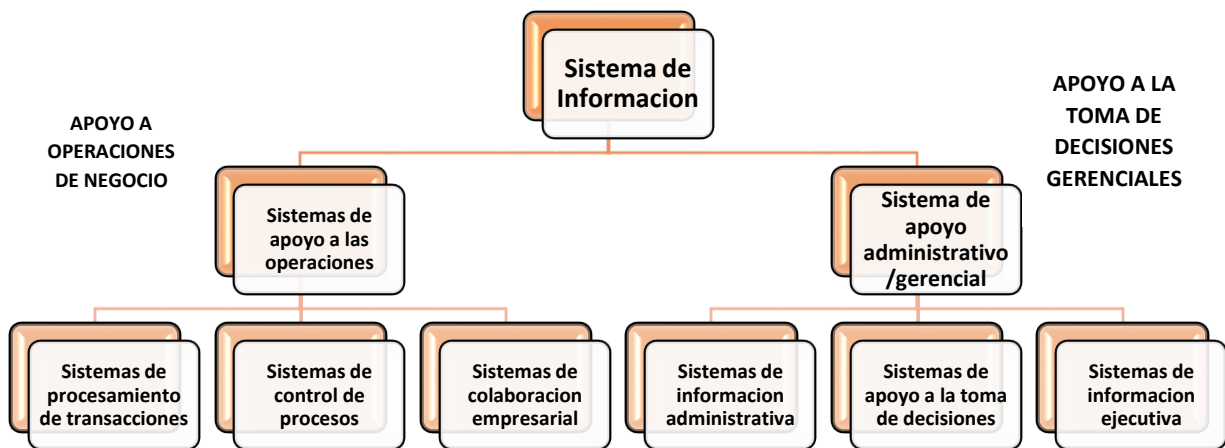 Sistema de
Informacion
APOYO A
OPERACIONES
DE NEGOCIO
APOYO A LA
TOMA DE
DECISIONES
GERENCIALES
Sistemas de
apoyo a las
operaciones
Sistema de
apoyo
administrativo
/gerencial
Sistemas de
procesamiento
de transacciones
Sistemas de
control de
procesos
Sistemas de
colaboracion
empresarial
Sistemas de
informacion
administrativa
Sistemas de
apoyo a la toma
de decisiones
Sistemas de
informacion
ejecutiva